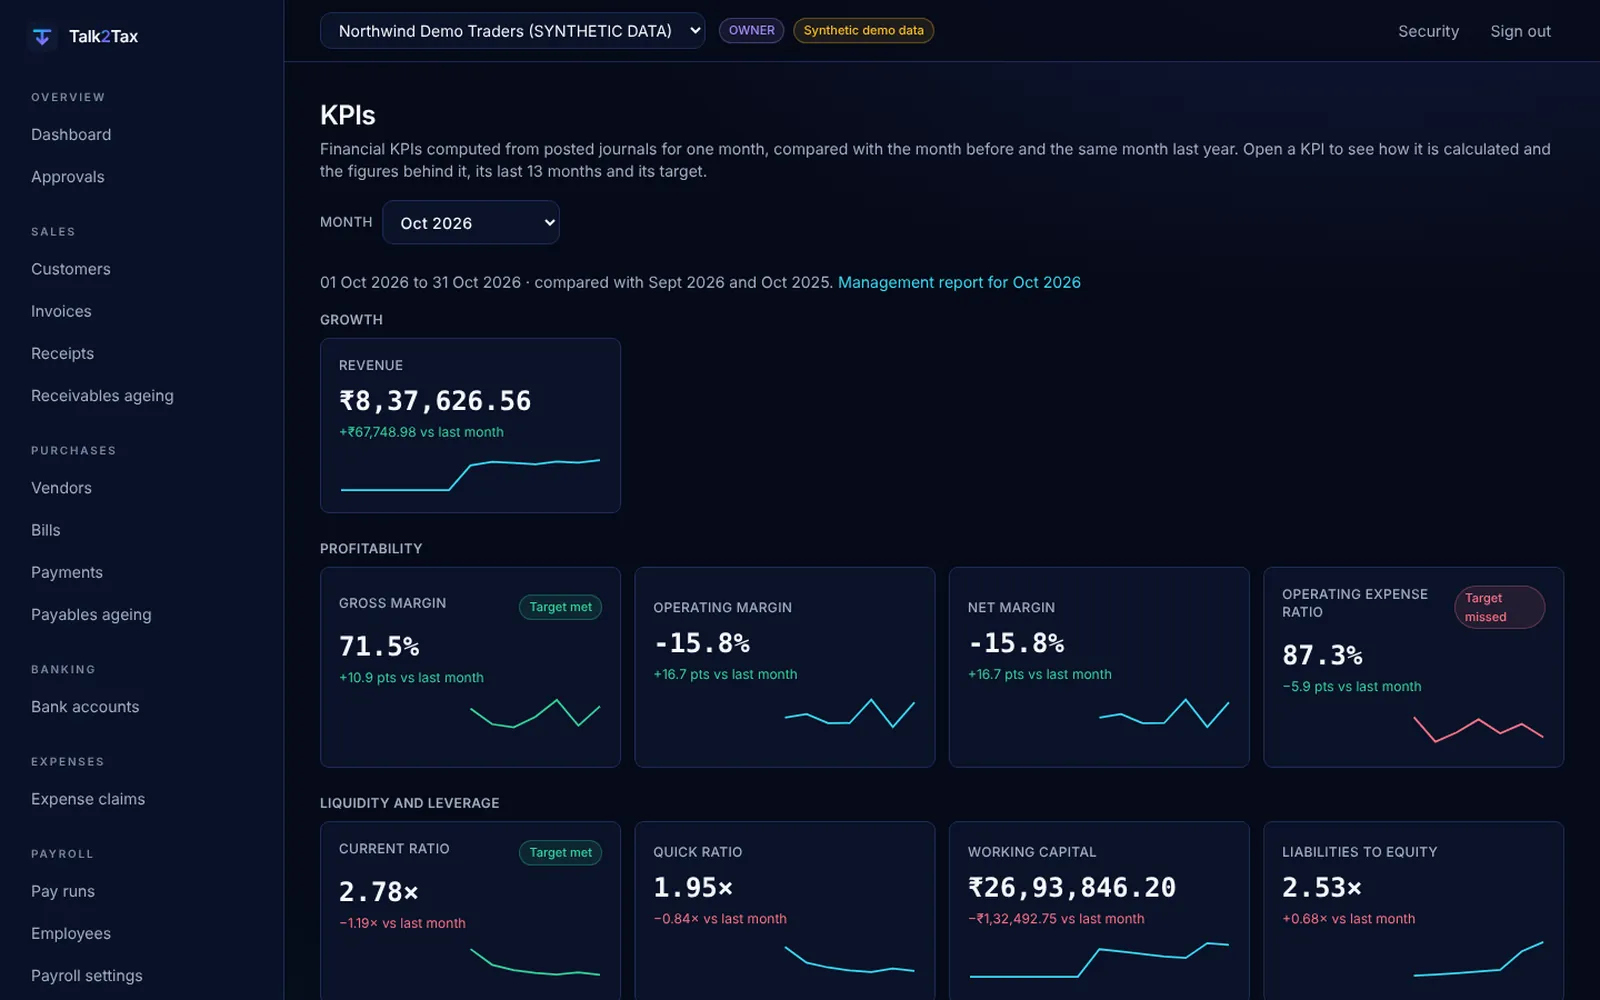 Talk2Tax
Northwind Demo Traders (SYNTHETIC DATA)
OWNER
Synthetic demo data
Security
Sign out
OVERVIEW
Dashboard
Approvals
SALES
Customers
Invoices
Receipts
Receivables ageing
PURCHASES
Vendors
Bills
Payments
Payables ageing
BANKING
Bank accounts
EXPENSES
Expense claims
PAYROLL
Pay runs
Employees
Payroll settings
KPIs
Financial KPIs computed from posted journals for one month, compared with the month before and the same month last year. Open a KPI to see how it is calculated and
the figures behind it, its last 13 months and its target.
MONTH
Oct 2026
01 Oct 2026 to 31 Oct 2026 · compared with Sept 2026 and Oct 2025. Management report for Oct 2026
GROWTH
REVENUE
₹8,37,626.56
+₹67,748.98 vs last month
PROFITABILITY
GROSS MARGIN
Target met
71.5%
+10.9 pts vs last month
OPERATING MARGIN
-15.8%
+16.7 pts vs last month
NET MARGIN
-15.8%
+16.7 pts vs last month
OPERATING EXPENSE
RATIO
Target
missed
87.3%
−5.9 pts vs last month
LIQUIDITY AND LEVERAGE
CURRENT RATIO
Target met
2.78×
−1.19× vs last month
QUICK RATIO
1.95×
−0.84× vs last month
WORKING CAPITAL
₹26,93,846.20
−₹1,32,492.75 vs last month
LIABILITIES TO EQUITY
2.53×
+0.68× vs last month